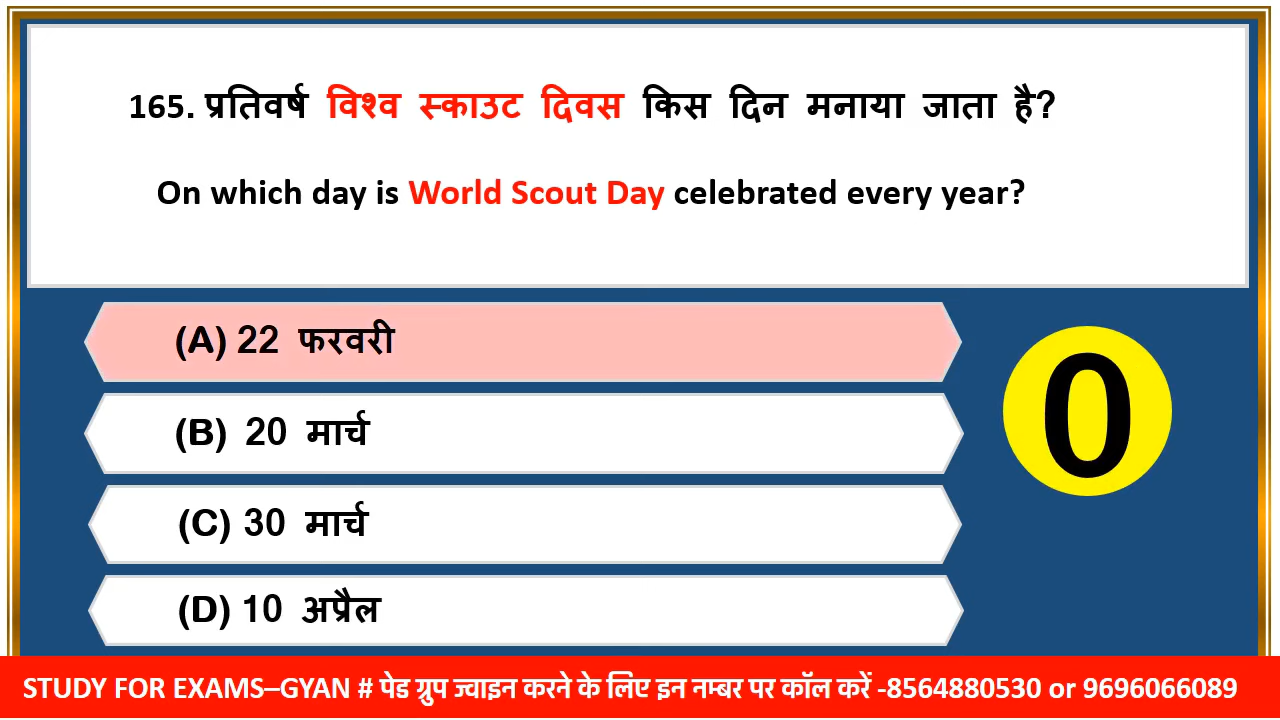 165. प्रतिवर्ष विश्व स्काउट दिवस किस दिन मनाया जाता है?
On which day is World Scout Day celebrated every year?
(A) 22 फरवरी
(B) 20 मार्च
(C) 30 मार्च
(D) 10 अप्रैल
0
STUDY FOR EXAMS–GYAN # पेड ग्रुप ज्वाइन करने के लिए इन नम्बर पर कॉल करें -8564880530 or 9696066089